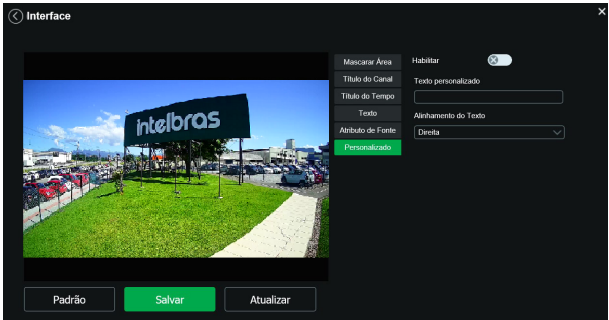 Interface
intelbras
Mascarar Área
Título do Canal
Título do Tempo
Texto
Atributo de Fonte
Personalizado
Habilitar
Texto personalizado
Alinhamento do Texto
Direita
Padrão
Salvar
Atualizar